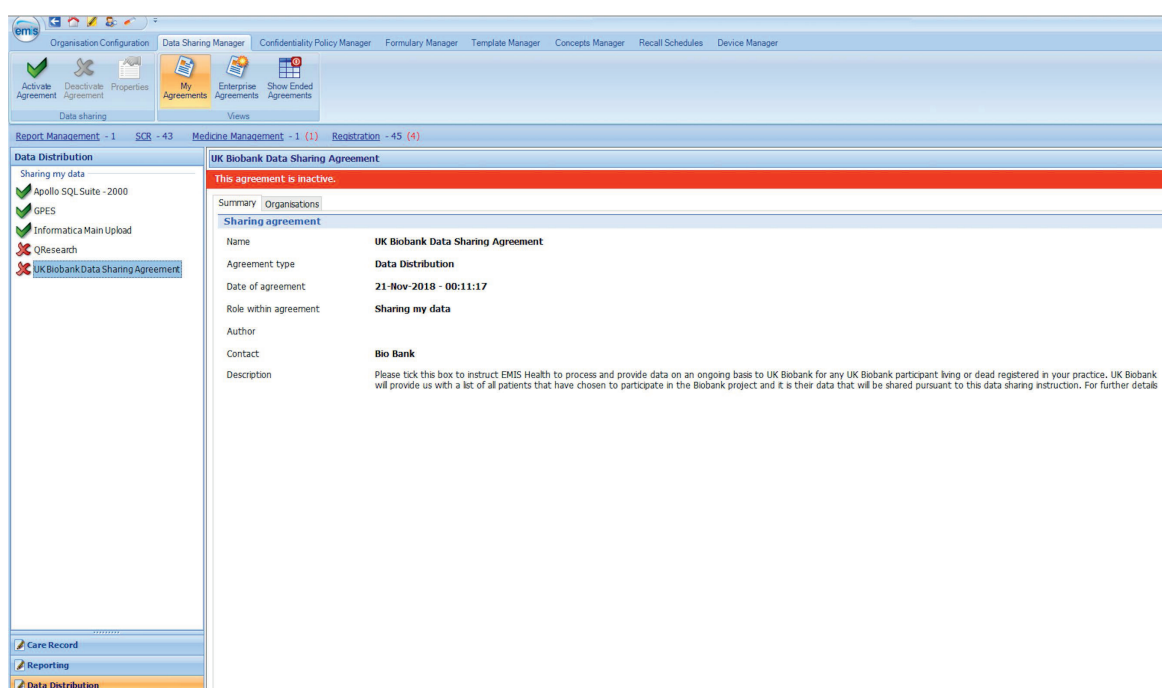 emis
Organisation Configuration Data Sharing Manager Confidentiality Policy Manager Formulary Manager Template Manager Concepts Manager Recall Schedules Device Manager
Activate Agreement Deactivate Agreement Properties My Agreements Enterprise Agreements Show Ended Agreements
Data sharing Views
Report Management - 1 SCR - 43 Medicine Management - 1 (1) Registration - 45 (4)
Data Distribution
Sharing my data
Apollo SQL Suite - 2000
GPES
Informatica Main Upload
QResearch
UK Biobank Data Sharing Agreement
Care Record
Reporting
Data Distribution
UK Biobank Data Sharing Agreement
This agreement is inactive.
Summary Organisations
Sharing agreement
Name UK Biobank Data Sharing Agreement
Agreement type Data Distribution
Date of agreement 21-Nov-2018 - 00:11:17
Role within agreement Sharing my data
Author
Contact Bio Bank
Description Please tick this box to instruct EMIS Health to process and provide data on an ongoing basis to UK Biobank for any UK Biobank participant living or dead registered in your practice. UK Biobank
will provide us with a list of all patients that have chosen to participate in the Biobank project and it is their data that will be shared pursuant to this data sharing instruction. For further details